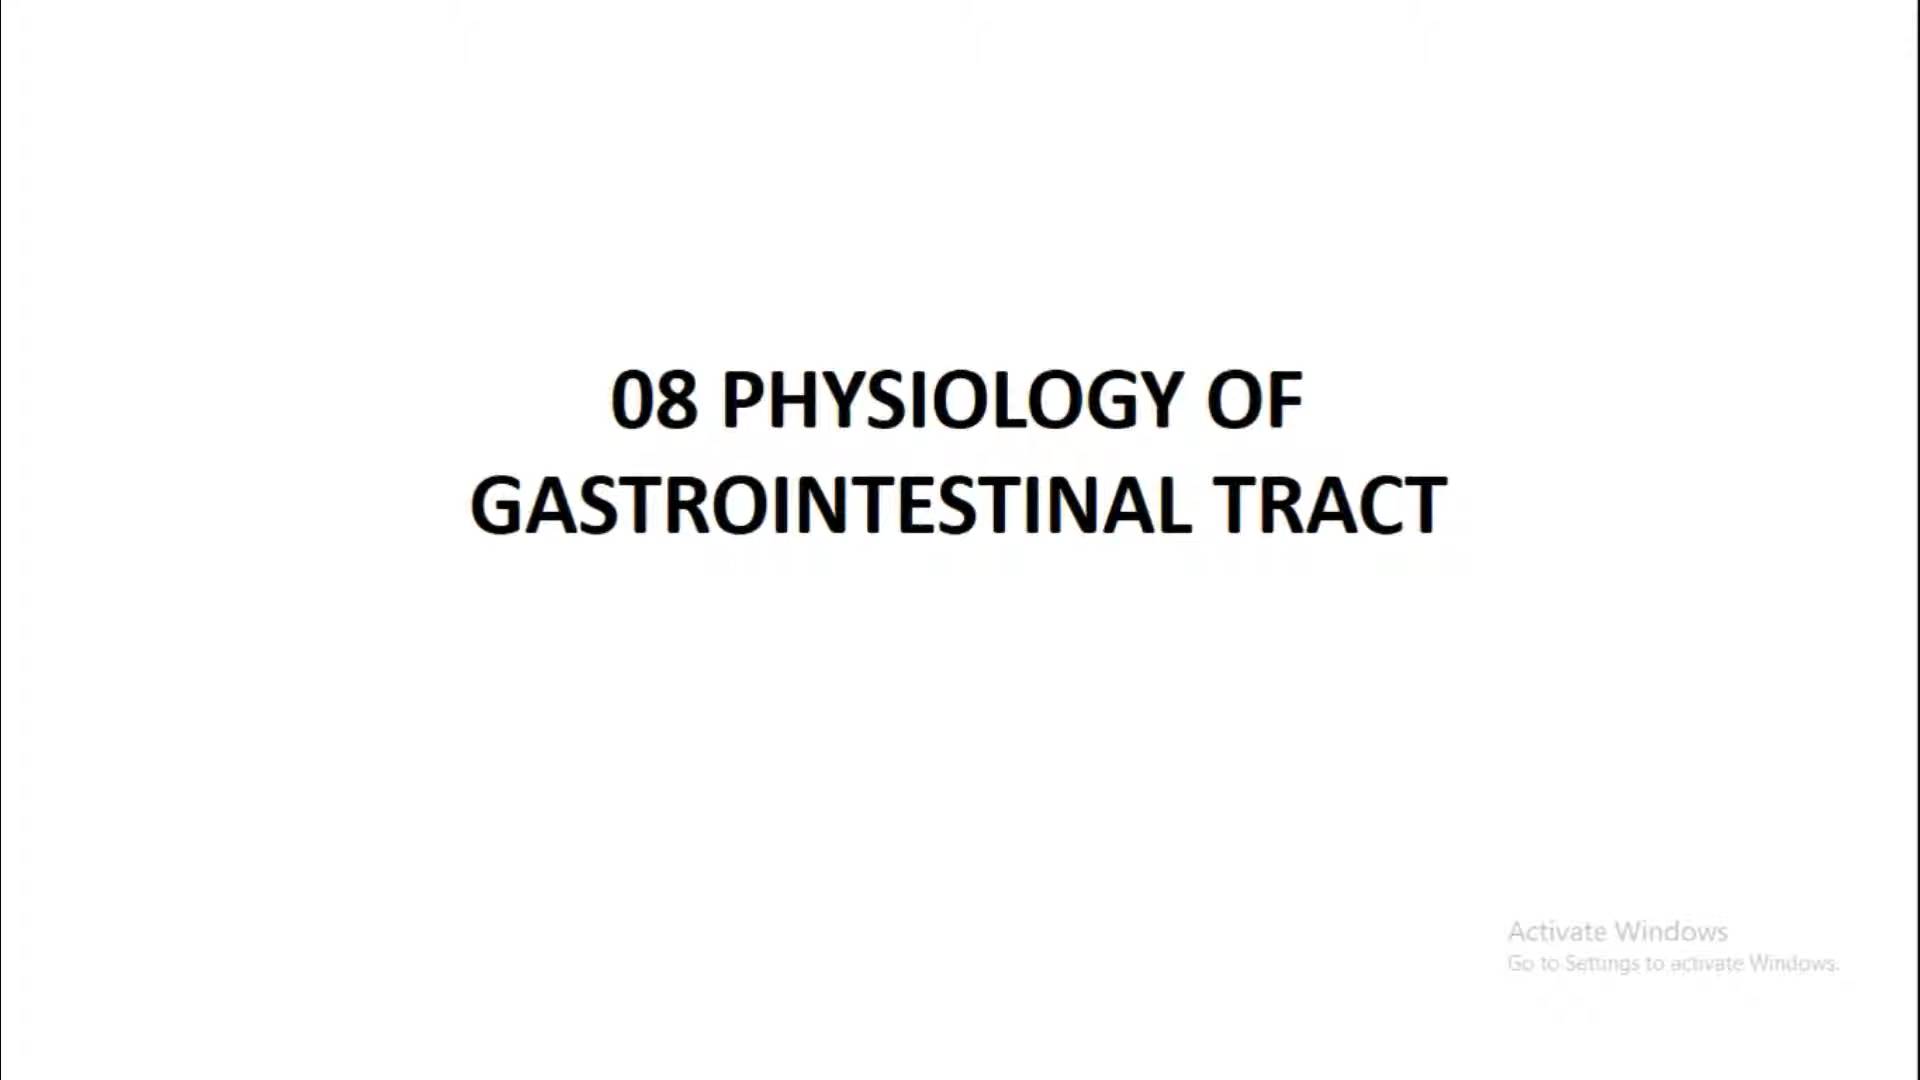 08 PHYSIOLOGY OF
GASTROINTESTINAL TRACT
Activate Windows
Go to Settings to activate Windows.